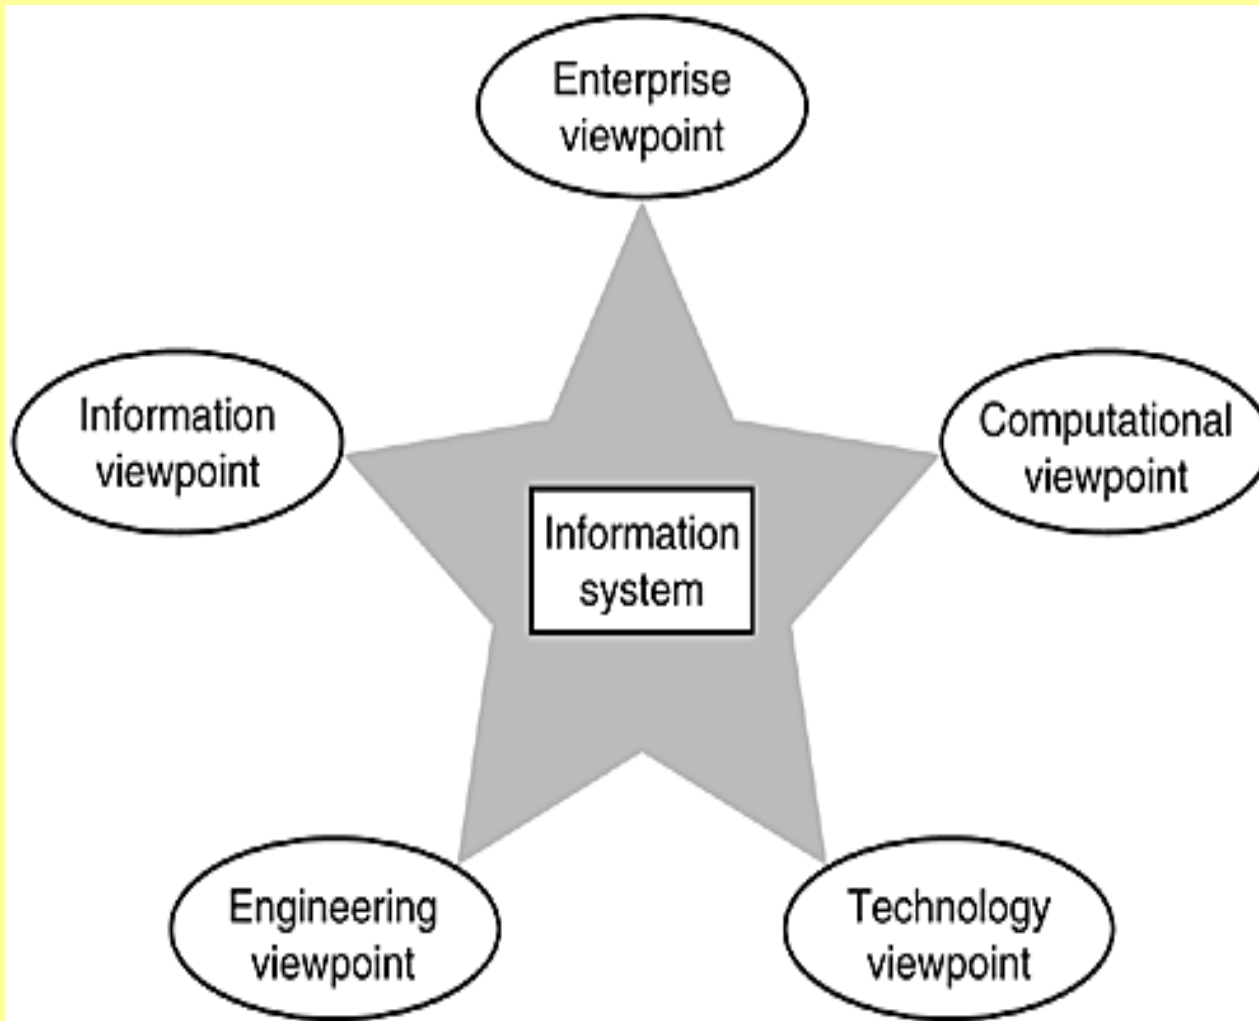 Enterprise
viewpoint
Information
viewpoint
Computational
viewpoint
Information
system
Engineering
viewpoint
Technology
viewpoint